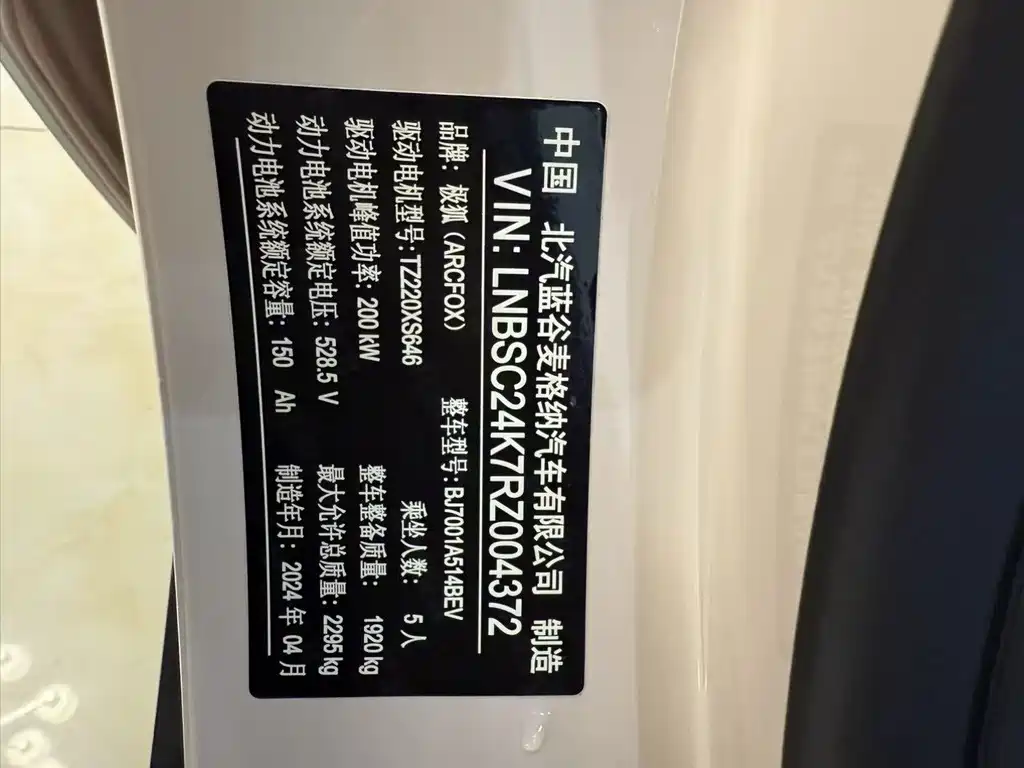 中国 北汽蓝谷麦格纳汽车有限公司 制造
VIN: LNBSC24K7RZ004372
品牌: 极狐 (ARCFOX) 整车型号: BJ7001A514BEV
驱动电机型号: TZ220XS646 乘坐人数: 5 人
驱动电机峰值功率: 200 kW 整车整备质量: 1920 kg
动力电池系统额定电压: 528.5 V 最大允许总质量: 2295 kg
动力电池系统额定容量: 150 Ah 制造年月: 2024 年 04 月